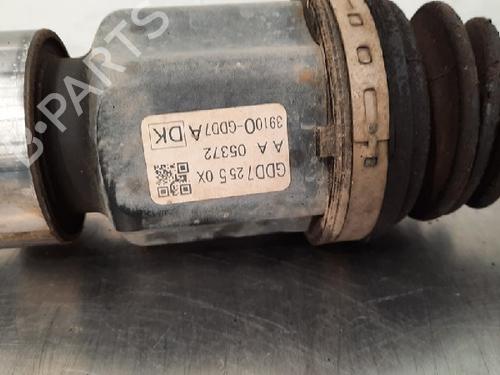 39100-GDD7A DK
A A 05372
GDD7 25 5 0X
B-PARTS